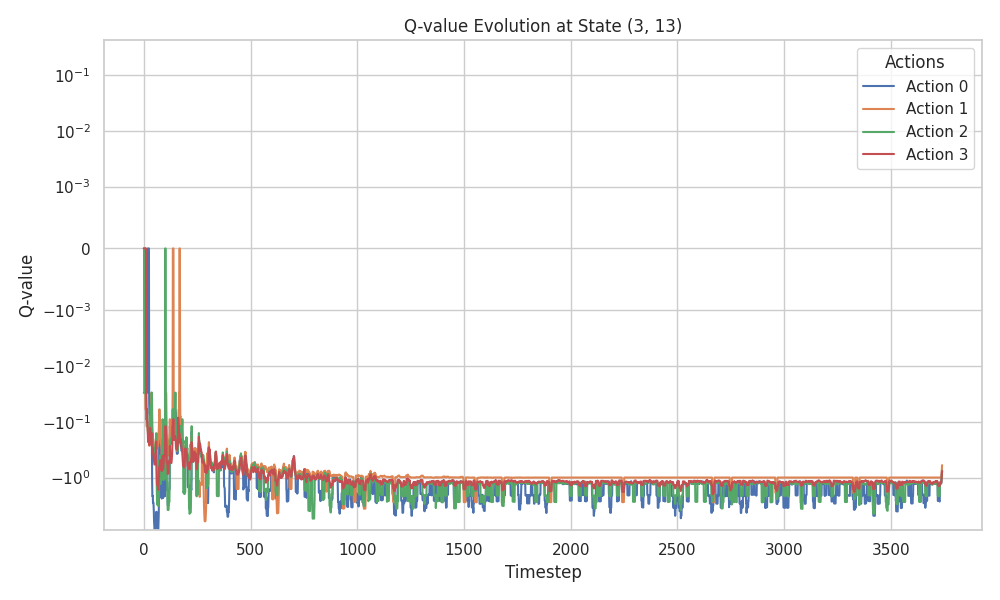 Q-value Evolution at State (3, 13)
Q-value
10⁻¹
10⁻²
10⁻³
0
−10⁻³
−10⁻²
−10⁻¹
−10⁰
Actions
Action 0
Action 1
Action 2
Action 3
0 500 1000 1500 2000 2500 3000 3500
Timestep